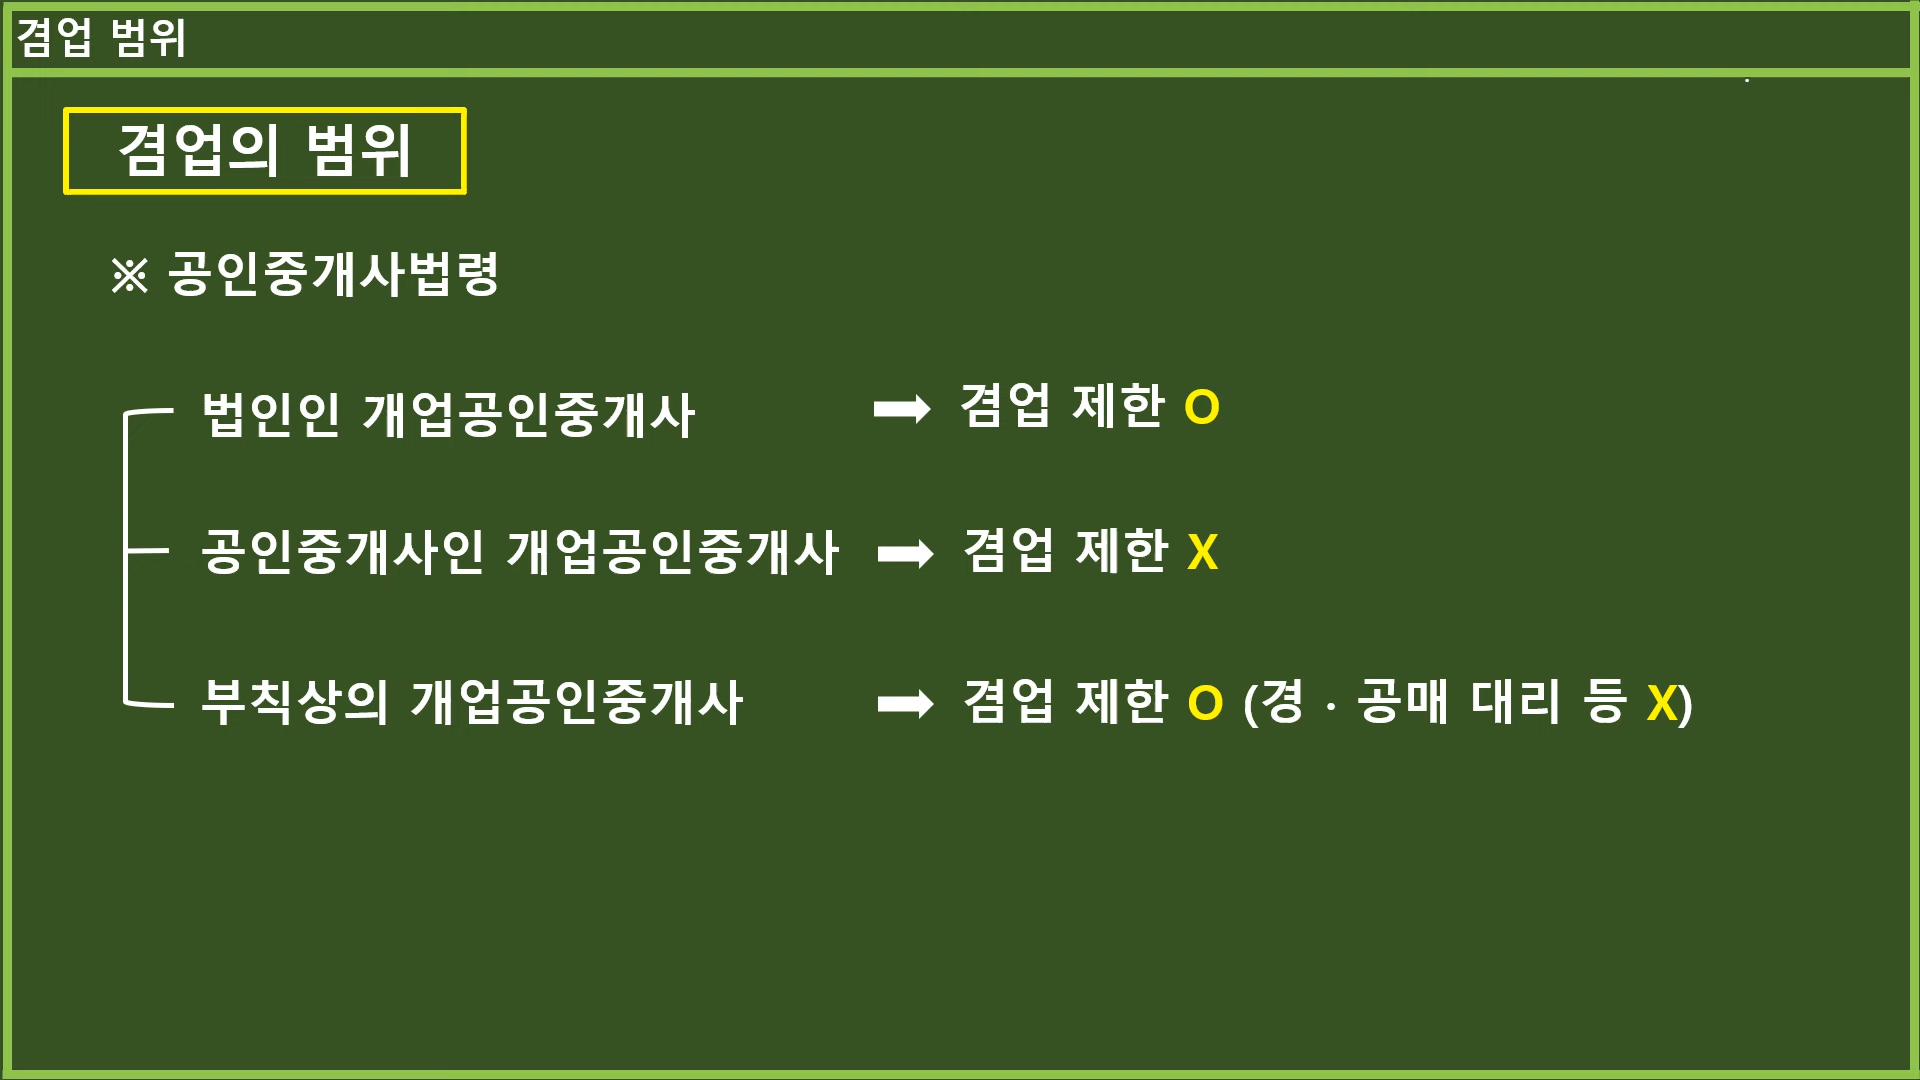 겸업 범위
겸업의 범위
※ 공인중개사법령
법인인 개업공인중개사 ➡ 겸업 제한 O
공인중개사인 개업공인중개사 ➡ 겸업 제한 X
부칙상의 개업공인중개사 ➡ 겸업 제한 O (경 · 공매 대리 등 X)